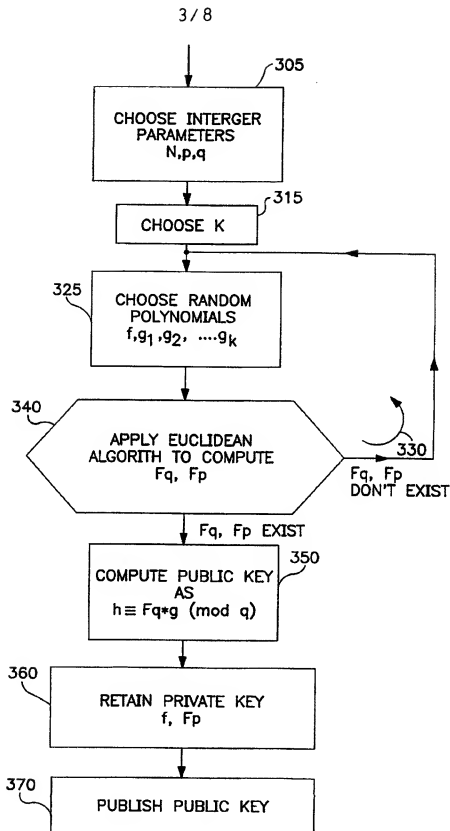 3/8
305
CHOOSE INTERGER
PARAMETERS
N,p,q
315
CHOOSE K
325
CHOOSE RANDOM
POLYNOMIALS
f,g1,g2, ....gk
340
APPLY EUCLIDEAN
ALGORITH TO COMPUTE
Fq, Fp
330
Fq, Fp
DON'T EXIST
Fq, Fp EXIST
350
COMPUTE PUBLIC KEY
AS
h≡ Fq*g (mod q)
360
RETAIN PRIVATE KEY
f, Fp
370
PUBLISH PUBLIC KEY